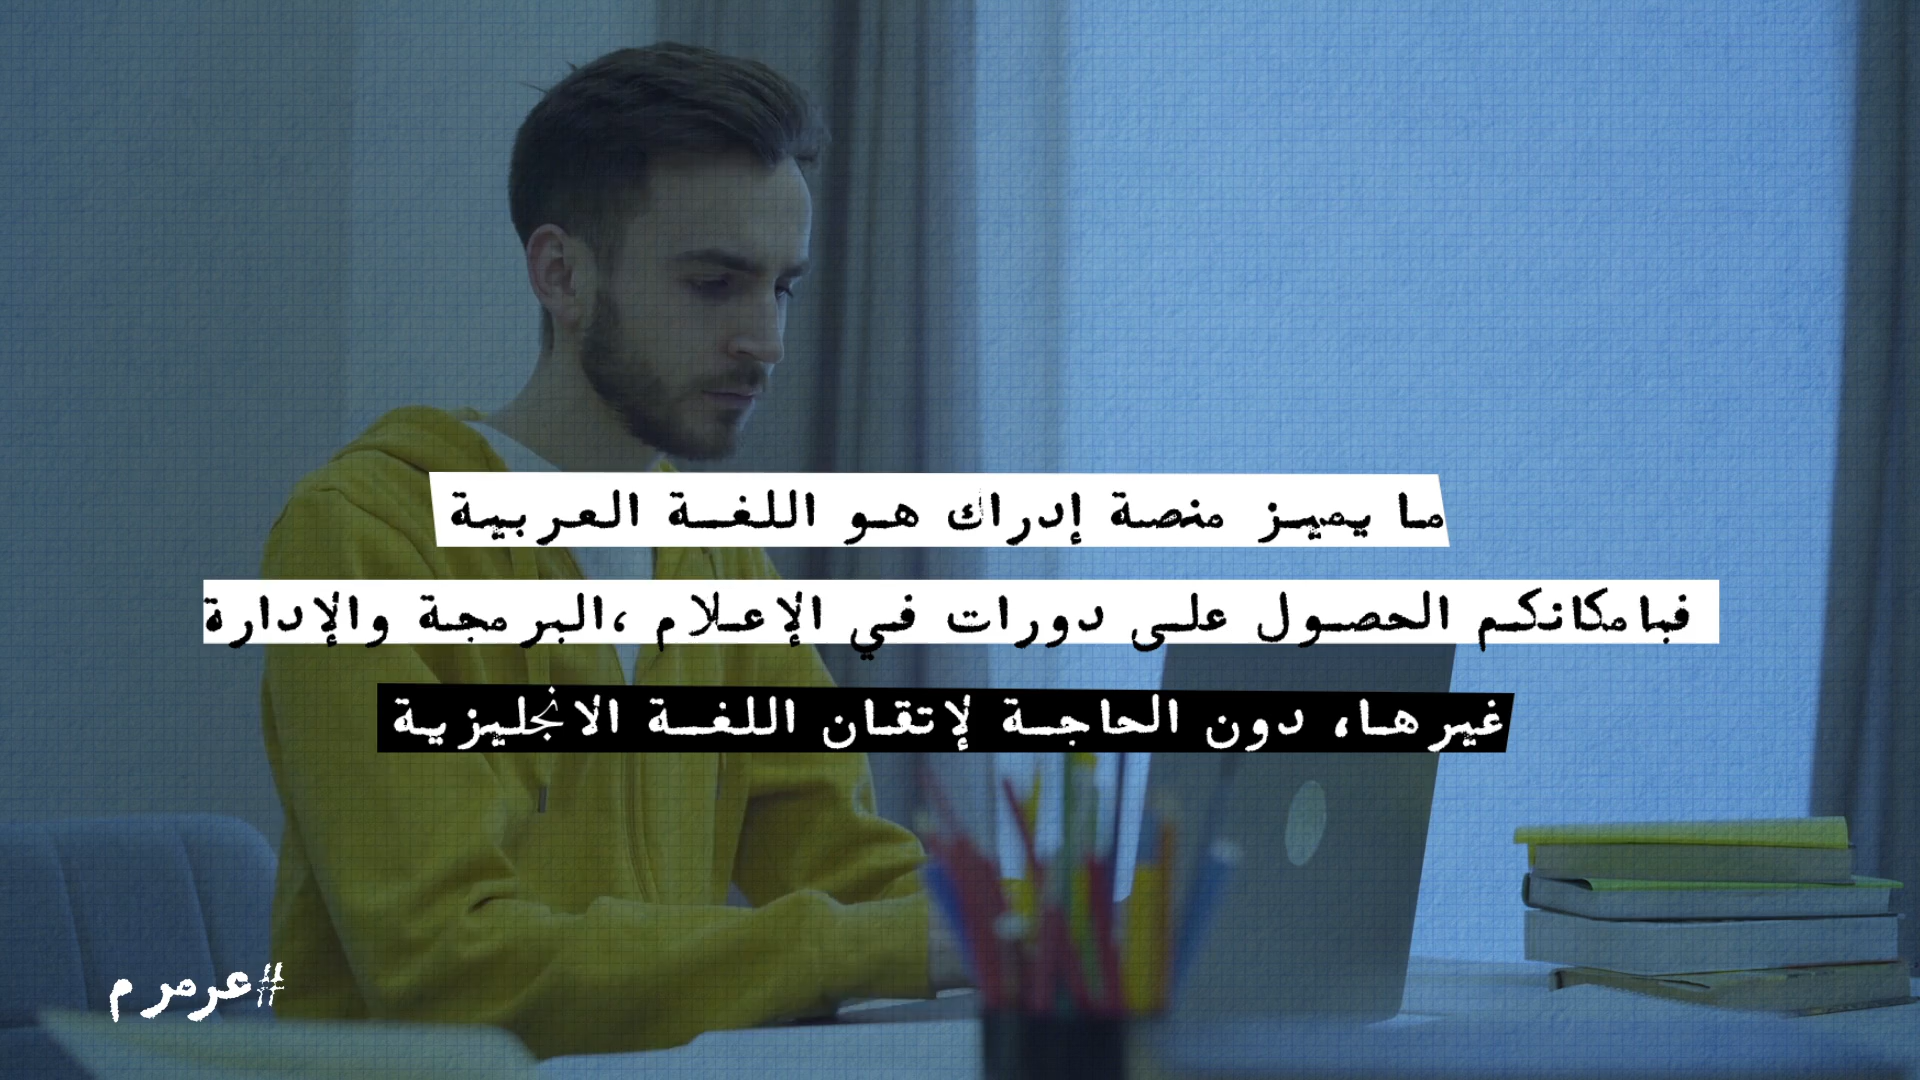 ما يميز منصة إدراك هو اللغة العربية
فبامكانكم الحصول على دورات في الإعلام ،البرمجة والإدارة
غيرها، دون الحاجة لإتقان اللغة الانجليزية
#عرمرم